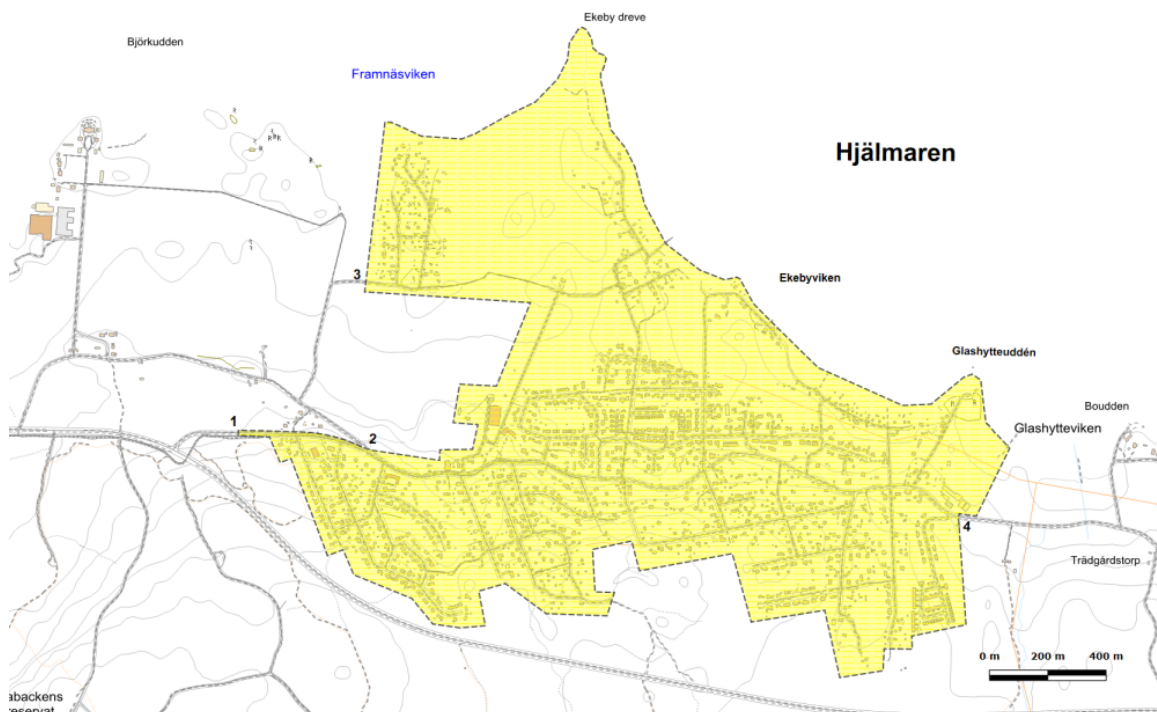 Ekeby dreve
Björkudden
Framnäsviken
Hjälmaren
R
R R R
R
R
3
Ekebyviken
Glashytteuddén
Boudden
Glashytteviken
1
2
4
Trädgårdstorp
0 m 200 m 400 m
abackens
reservat